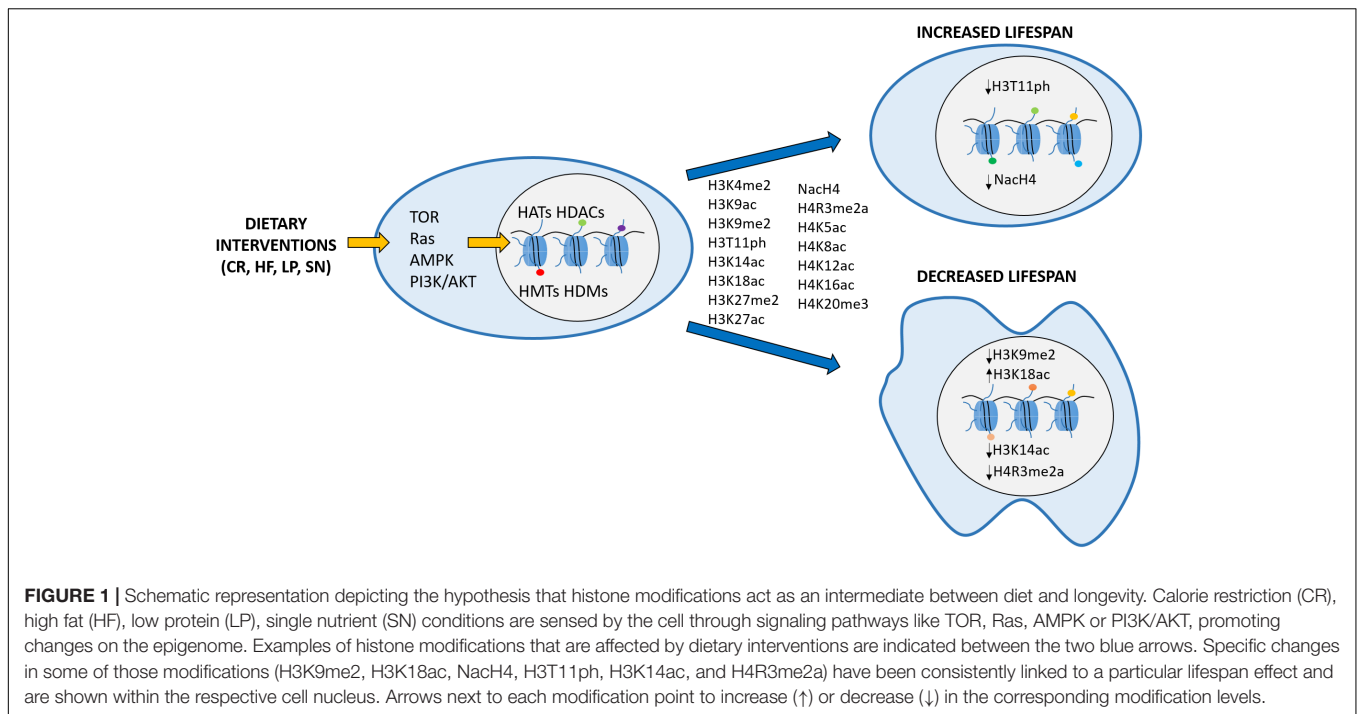 INCREASED LIFESPAN
H3T11ph
NacH4
DIETARY
INTERVENTIONS
(CR, HF, LP, SN)
TOR
Ras
AMPK
PI3K/AKT
HATs HDACs
HMTs HDMs
H3K4me2
H3K9ac
H3K9me2
H3T11ph
H3K14ac
H3K18ac
H3K27me2
H3K27ac
NacH4
H4R3me2a
H4K5ac
H4K8ac
H4K12ac
H4K16ac
H4K20me3
DECREASED LIFESPAN
H3K9me2
H3K18ac
H3K14ac
H4R3me2a
FIGURE 1 | Schematic representation depicting the hypothesis that histone modifications act as an intermediate between diet and longevity. Calorie restriction (CR),
high fat (HF), low protein (LP), single nutrient (SN) conditions are sensed by the cell through signaling pathways like TOR, Ras, AMPK or PI3K/AKT, promoting
changes on the epigenome. Examples of histone modifications that are affected by dietary interventions are indicated between the two blue arrows. Specific changes
in some of those modifications (H3K9me2, H3K18ac, NacH4, H3T11ph, H3K14ac, and H4R3me2a) have been consistently linked to a particular lifespan effect and
are shown within the respective cell nucleus. Arrows next to each modification point to increase (↑) or decrease (↓) in the corresponding modification levels.